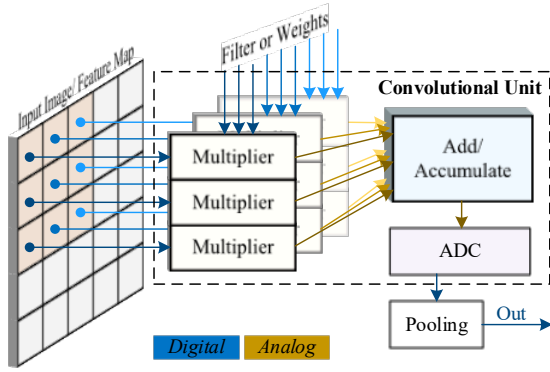 Input Image/ Feature Map
Filter or Weights
Convolutional Unit
Multiplier
Multiplier
Multiplier
Add/
Accumulate
ADC
Pooling
Out
Digital
Analog